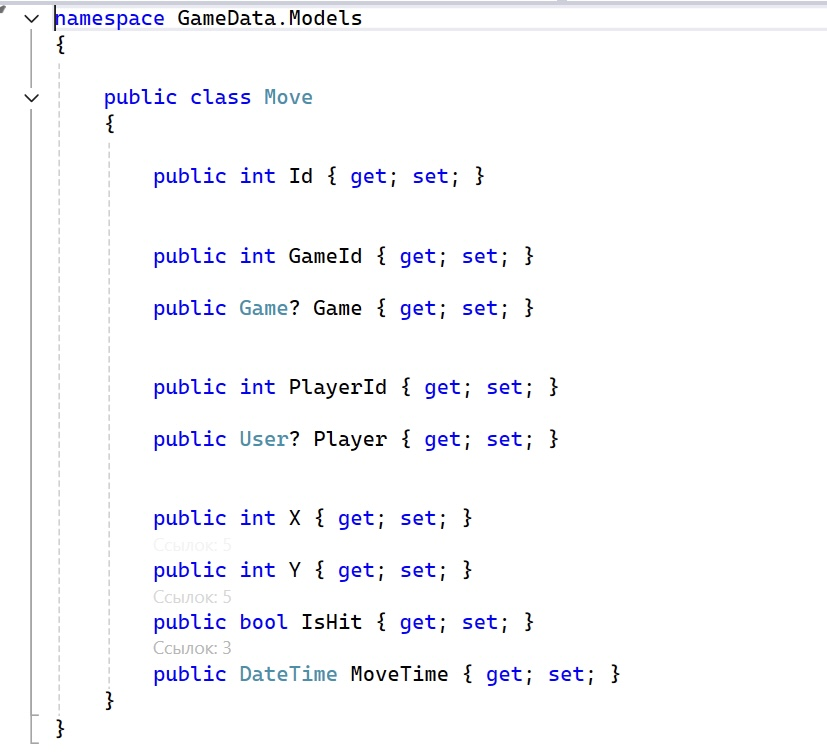 namespace GameData.Models
{
public class Move
{
public int Id { get; set; }
public int GameId { get; set; }
public Game? Game { get; set; }
public int PlayerId { get; set; }
public User? Player { get; set; }
public int X { get; set; }
Ссылок: 5
public int Y { get; set; }
Ссылок: 5
public bool IsHit { get; set; }
Ссылок: 3
public DateTime MoveTime { get; set; }
}
}